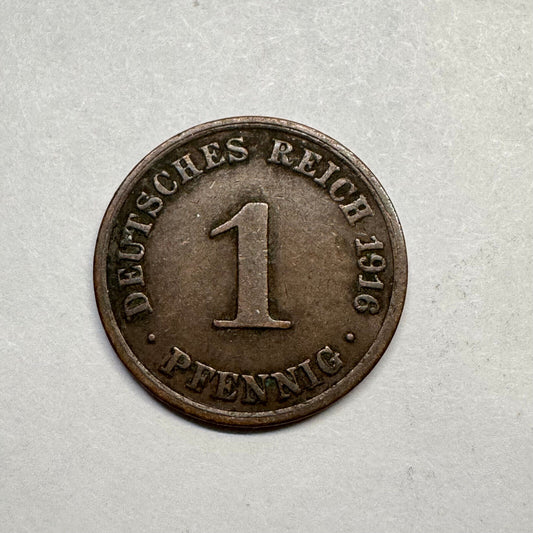 DEUTSCHES REICH 1916
1
· PFENNIG ·